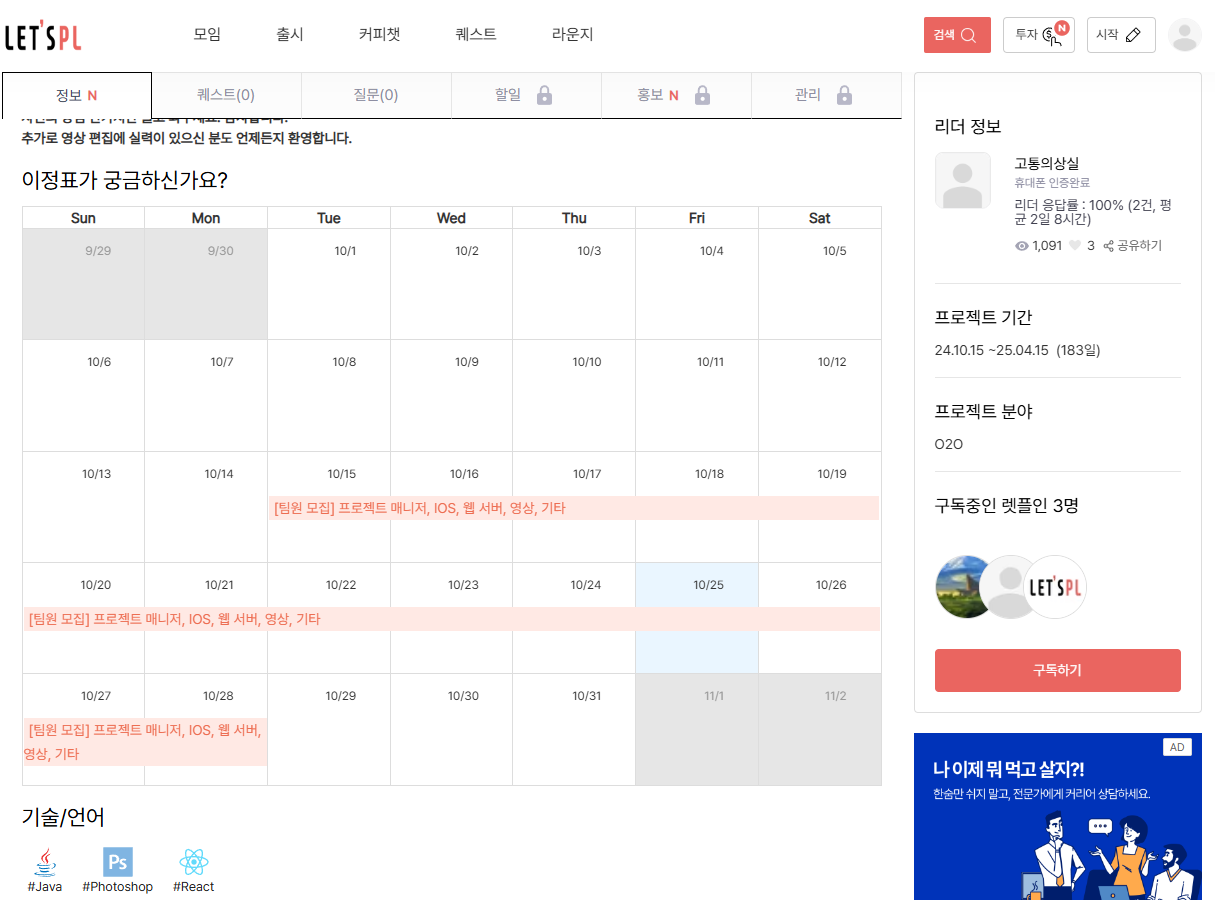 LET'SPL
모임 출시 커피챗 퀘스트 라운지
검색 투자 N 시작
정보 N 퀘스트(0) 질문(0) 할일 홍보 N 관리
추가로 영상 편집에 실력이 있으신 분도 언제든지 환영합니다.
이정표가 궁금하신가요?
Sun Mon Tue Wed Thu Fri Sat
9/29 9/30 10/1 10/2 10/3 10/4 10/5
10/6 10/7 10/8 10/9 10/10 10/11 10/12
10/13 10/14 10/15 10/16 10/17 10/18 10/19
[팀원 모집] 프로젝트 매니저, IOS, 웹 서버, 영상, 기타
10/20 10/21 10/22 10/23 10/24 10/25 10/26
[팀원 모집] 프로젝트 매니저, IOS, 웹 서버, 영상, 기타
10/27 10/28 10/29 10/30 10/31 11/1 11/2
[팀원 모집] 프로젝트 매니저, IOS, 웹 서버,
영상, 기타
기술/언어
Ps
#Java #Photoshop #React
리더 정보
고통의상실
휴대폰 인증완료
리더 응답률 : 100% (2건, 평
균 2일 8시간)
1,091 3 공유하기
프로젝트 기간
24.10.15 ~25.04.15 (183일)
프로젝트 분야
O2O
구독중인 렛플인 3명
LET'SPL
구독하기
AD
나 이제 뭐 먹고 살지?!
한숨만 쉬지 말고, 전문가에게 커리어 상담하세요.